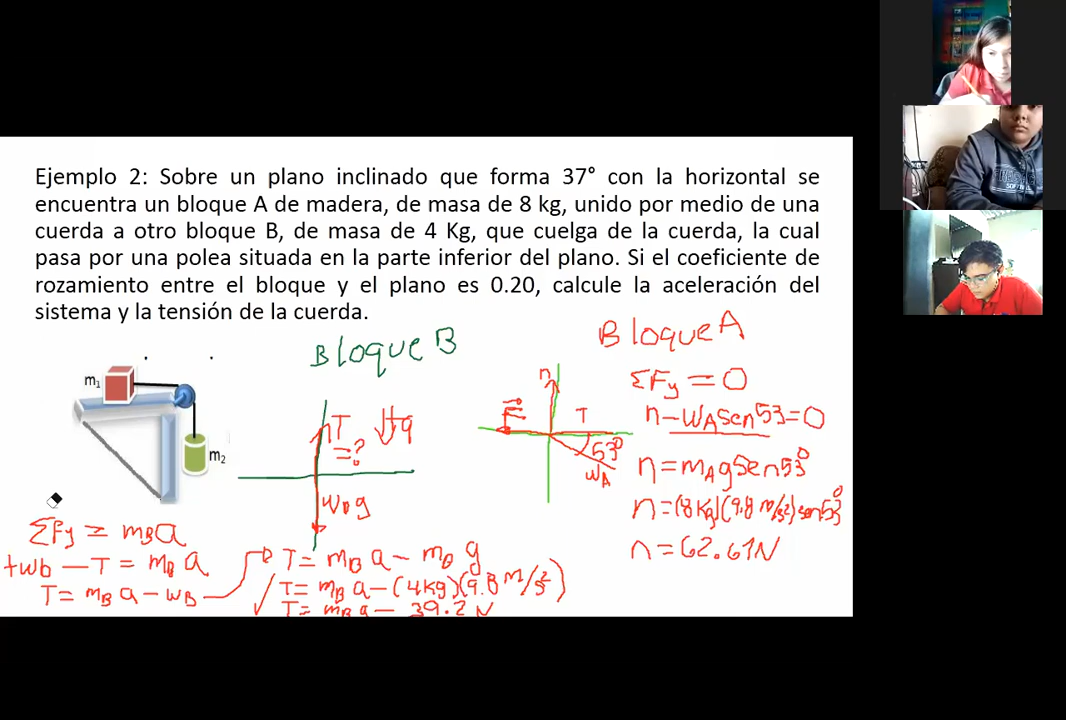 Ejemplo 2: Sobre un plano inclinado que forma 37° con la horizontal se
encuentra un bloque A de madera, de masa de 8 kg, unido por medio de una
cuerda a otro bloque B, de masa de 4 Kg, que cuelga de la cuerda, la cual
pasa por una polea situada en la parte inferior del plano. Si el coeficiente de
rozamiento entre el bloque y el plano es 0.20, calcule la aceleración del
sistema y la tensión de la cuerda.
m₁
m₂
Bloque B
T
=?
+a
WB g
ΣFy = mB a
+wb — T = mB a
T = mB a — WB
T = mB a — mB g
T = mB a — (4kg)(9.8 m/s²)
T = mB a — 39.2 N
Bloque A
n
T
53°
WA
ΣFy = 0
n — WA sen 53 = 0
n = mA g sen 53°
n = (8 kg)(9.8 m/s²) sen 53°
n = 62.61 N